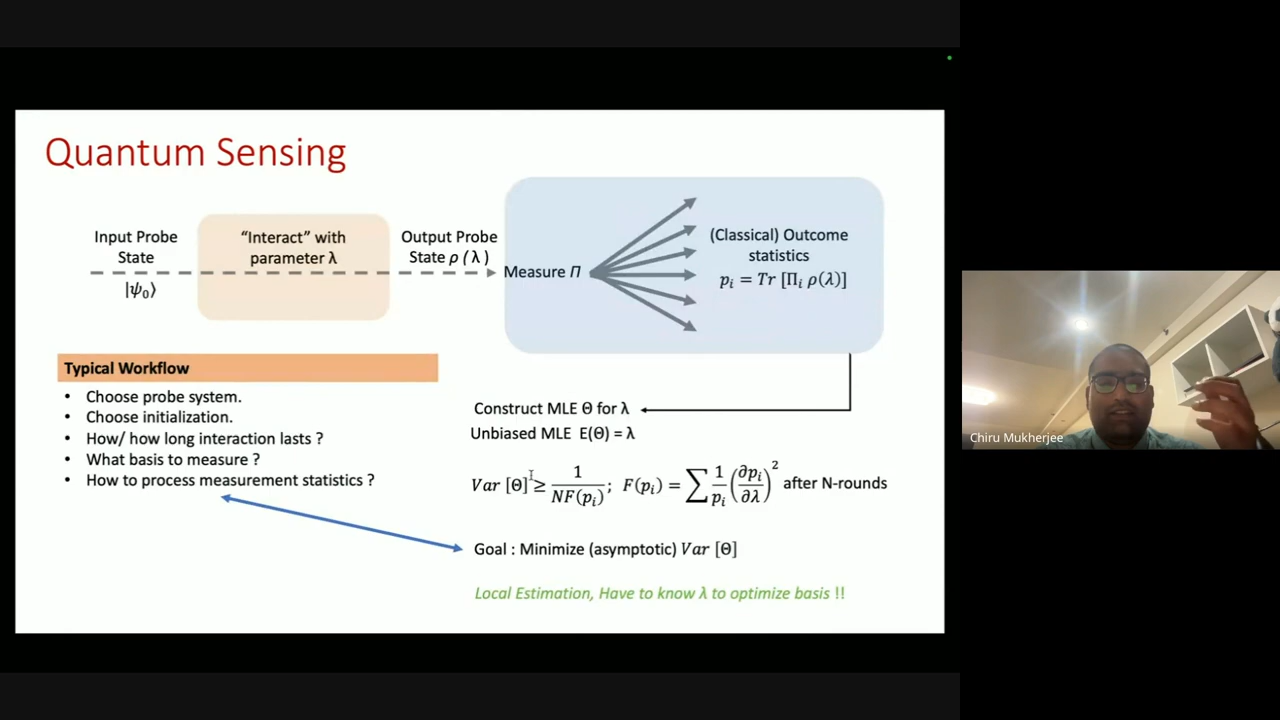 Quantum Sensing
Input Probe
State
|ψ₀⟩
“Interact” with
parameter λ
Output Probe
State ρ ( λ )
Measure Π
(Classical) Outcome
statistics
pᵢ = Tr [Πᵢ ρ(λ)]
Typical Workflow
• Choose probe system.
• Choose initialization.
• How/ how long interaction lasts ?
• What basis to measure ?
• How to process measurement statistics ?
Construct MLE Θ for λ
Unbiased MLE E(Θ) = λ
Var [Θ] ≥ 1/NF(pᵢ) ; F(pᵢ) = ∑ 1/pᵢ (∂pᵢ/∂λ)² after N-rounds
Goal : Minimize (asymptotic) Var [Θ]
Local Estimation, Have to know λ to optimize basis !!
Chiru Mukherjee